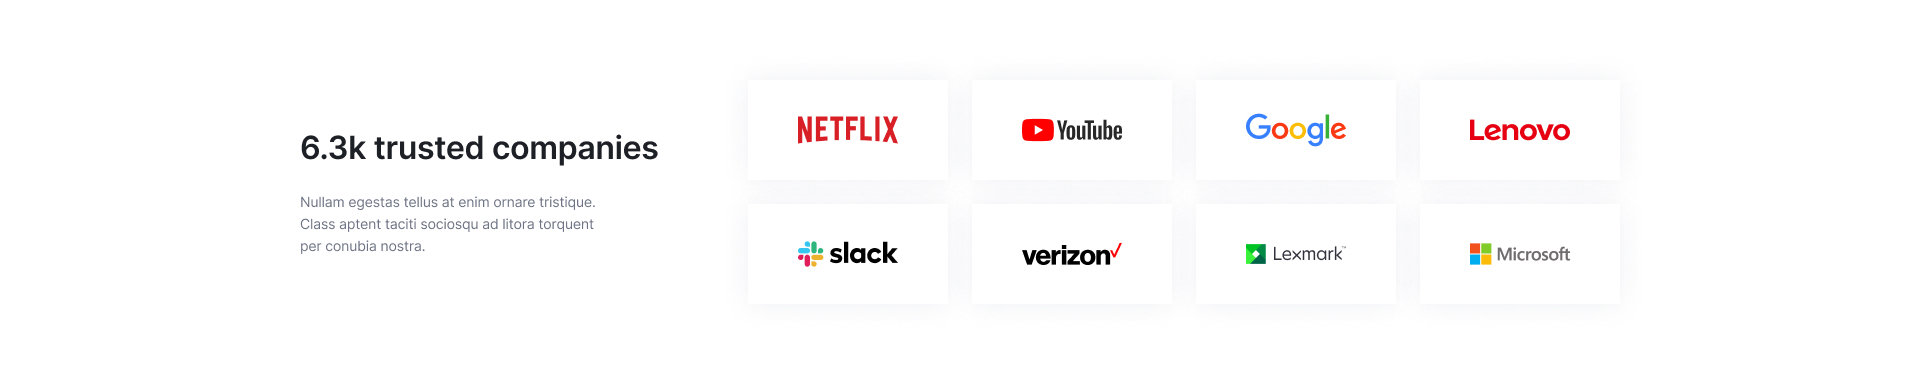 6.3k trusted companies
Nullam egestas tellus at enim ornare tristique.
Class aptent taciti sociosqu ad litora torquent
per conubia nostra.
NETFLIX
YouTube
Google
Lenovo
slack
verizon
Lexmark™
Microsoft